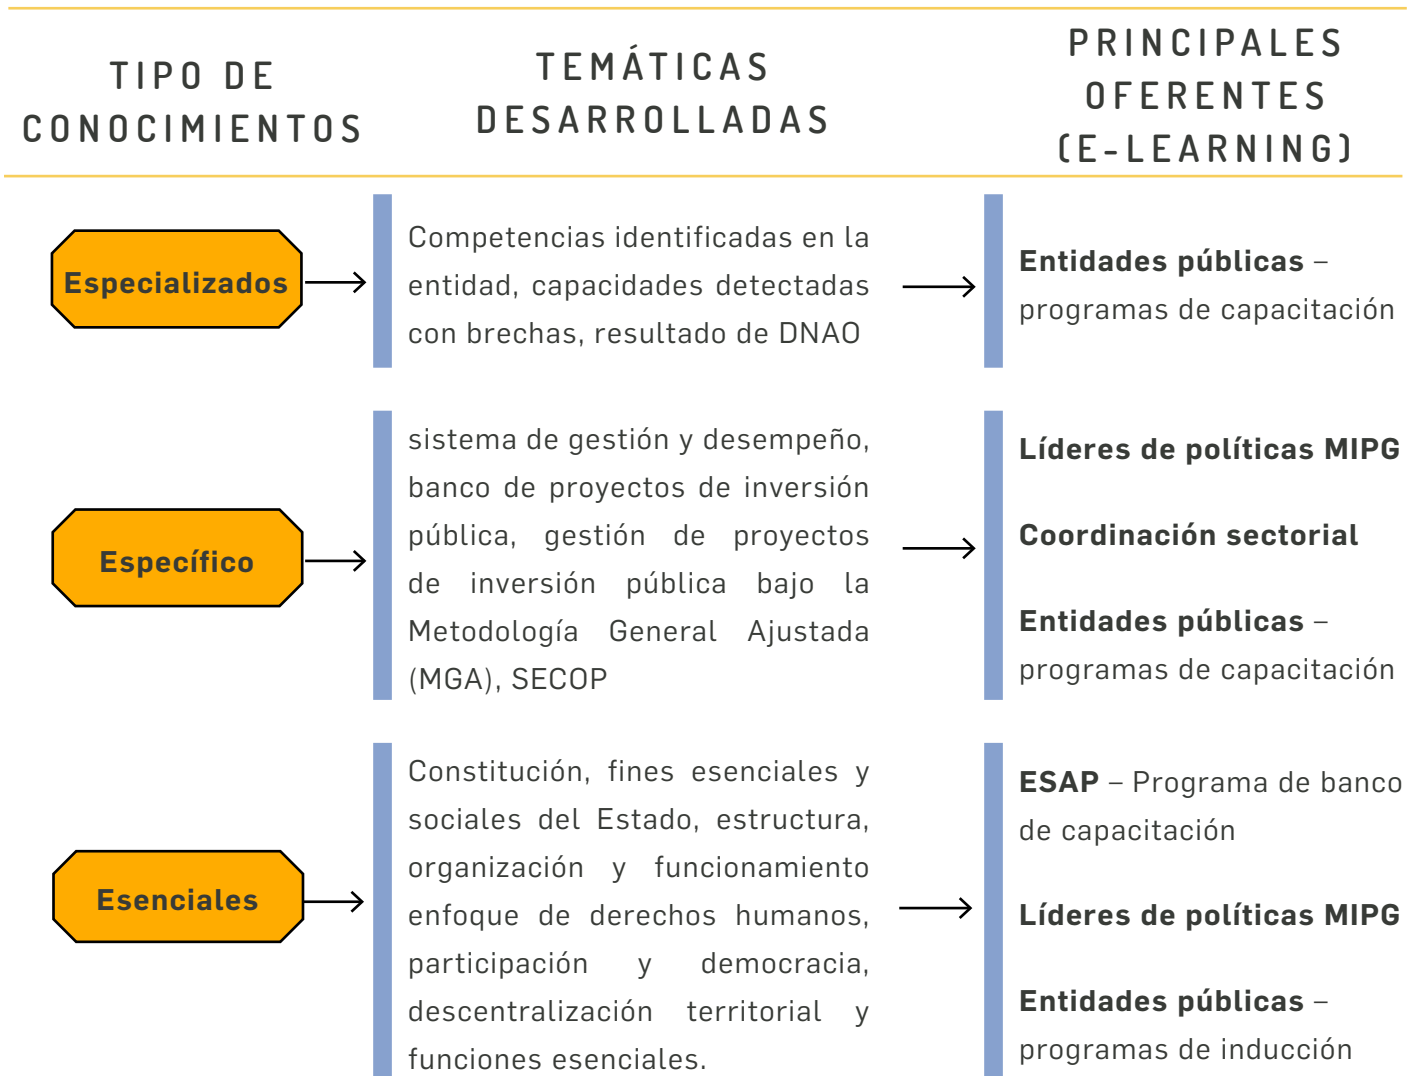 TIPO DE
CONOCIMIENTOS
TEMÁTICAS
DESARROLLADAS
PRINCIPALES
OFERENTES
(E-LEARNING)
Especializados
Competencias identificadas en la
entidad, capacidades detectadas
con brechas, resultado de DNAO
Entidades públicas –
programas de capacitación
Específico
sistema de gestión y desempeño,
banco de proyectos de inversión
pública, gestión de proyectos
de inversión pública bajo la
Metodología General Ajustada
(MGA), SECOP
Líderes de políticas MIPG
Coordinación sectorial
Entidades públicas –
programas de capacitación
Esenciales
Constitución, fines esenciales y
sociales del Estado, estructura,
organización y funcionamiento
enfoque de derechos humanos,
participación y democracia,
descentralización territorial y
funciones esenciales.
ESAP – Programa de banco
de capacitación
Líderes de políticas MIPG
Entidades públicas –
programas de inducción